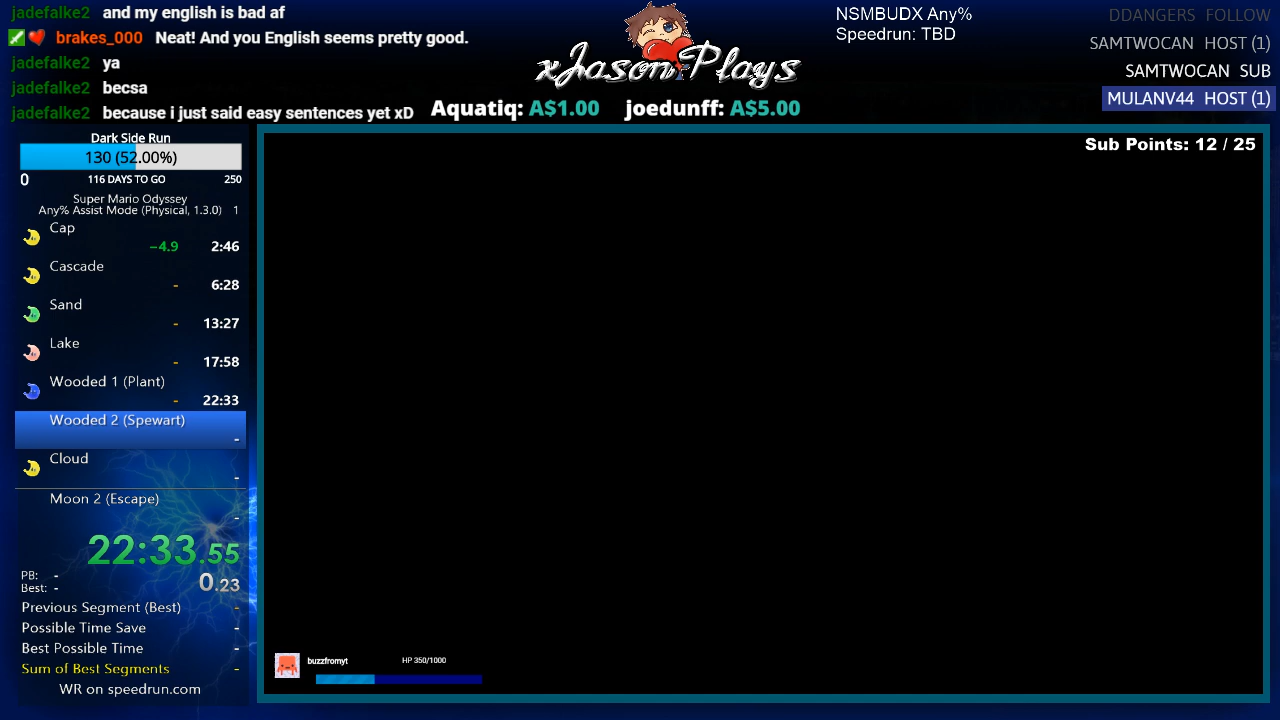 jadefalke2 and my english is bad af
brakes_000 Neat! And you English seems pretty good.
jadefalke2 ya
jadefalke2 becsa
jadefalke2 because i just said easy sentences yet xD
xJasonPlays
Aquatiq: A$1.00 joedunff: A$5.00
NSMBUDX Any%
Speedrun: TBD
DDANGERS FOLLOW
SAMTWOCAN HOST (1)
SAMTWOCAN SUB
MULANV44 HOST (1)
Dark Side Run
130 (52.00%)
0 116 DAYS TO GO 250
Super Mario Odyssey
Any% Assist Mode (Physical, 1.3.0) 1
Cap
-4.9 2:46
Cascade
- 6:28
Sand
- 13:27
Lake
- 17:58
Wooded 1 (Plant)
- 22:33
Wooded 2 (Spewart)
-
Cloud
-
Moon 2 (Escape)
-
22:33.55
PB: -
Best: -
0.23
Previous Segment (Best) -
Possible Time Save -
Best Possible Time -
Sum of Best Segments -
WR on speedrun.com
Sub Points: 12 / 25
buzzfromyt HP 350/1000